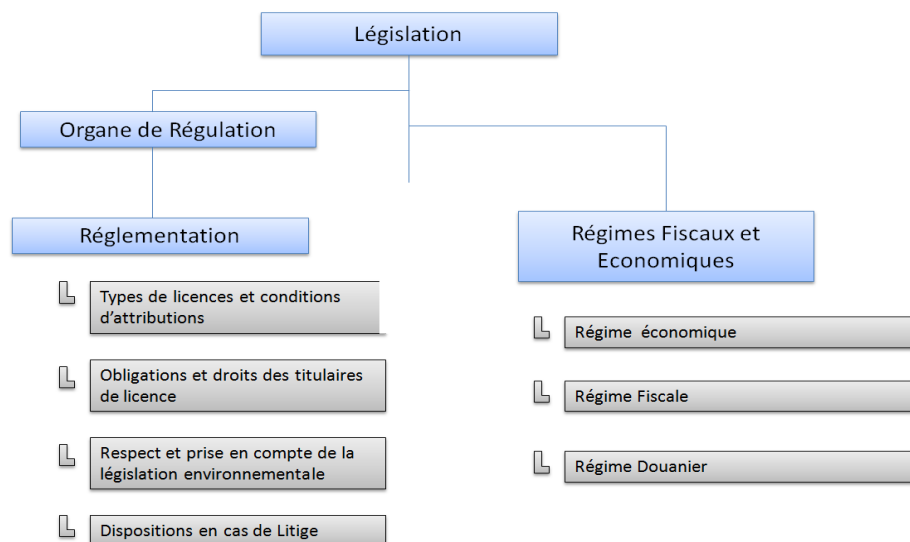 Législation
Organe de Régulation
Réglementation
Types de licences et conditions
d'attributions
Obligations et droits des titulaires
de licence
Respect et prise en compte de la
législation environnementale
Dispositions en cas de Litige
Régimes Fiscaux et
Economiques
Régime économique
Régime Fiscale
Régime Douanier